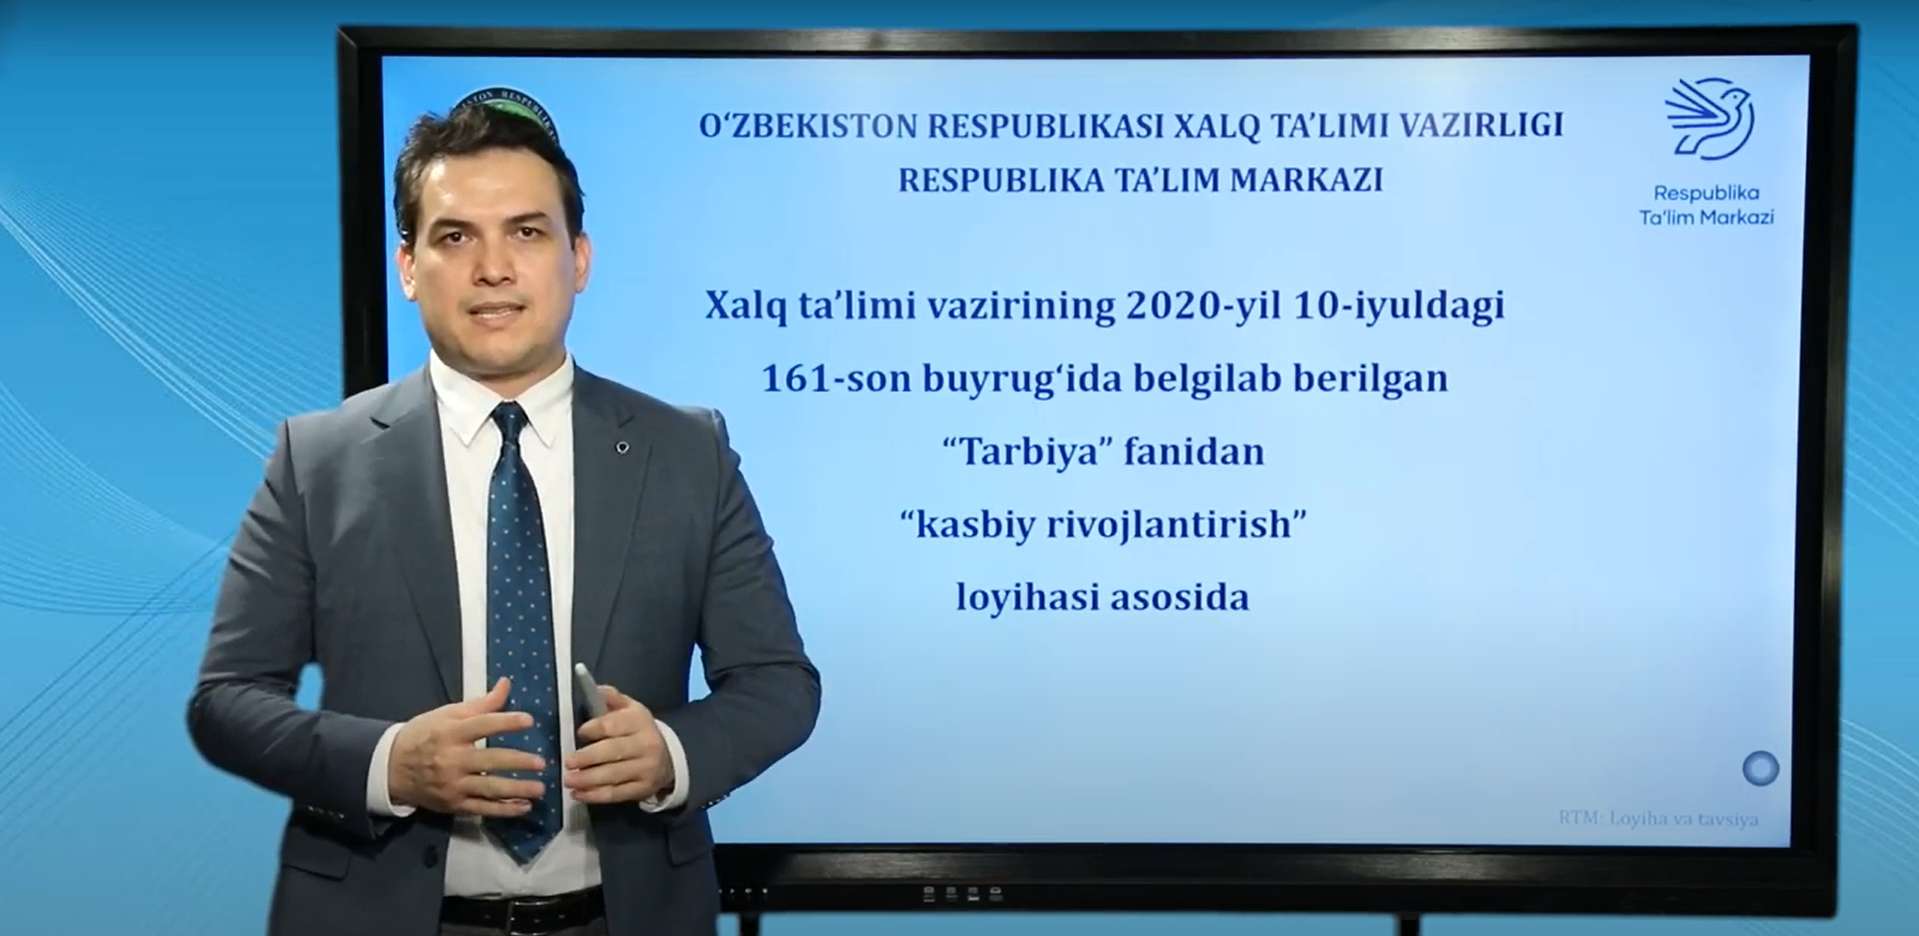 O‘ZBEKISTON RESPUBLIKASI XALQ TA’LIMI VAZIRLIGI
RESPUBLIKA TA’LIM MARKAZI
Respublika
Ta’lim Markazi
Xalq ta’limi vazirining 2020-yil 10-iyuldagi
161-son buyrug‘ida belgilab berilgan
“Tarbiya” fanidan
“kasbiy rivojlantirish”
loyihasi asosida
RTM: Loyiha va tavsiya